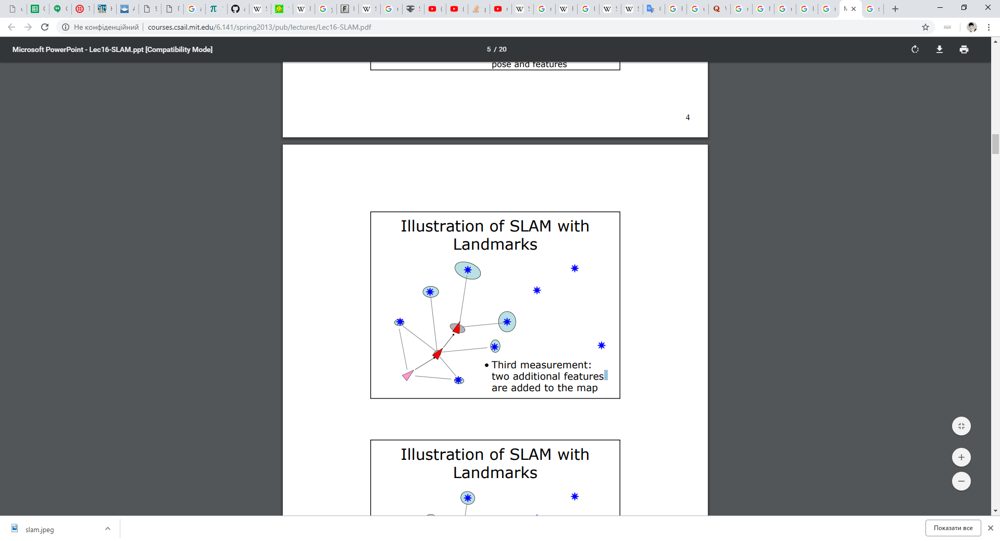 Не конфіденційний
courses.csail.mit.edu/6.141/spring2013/pub/lectures/Lec16-SLAM.pdf
Microsoft PowerPoint - Lec16-SLAM.ppt [Compatibility Mode]
5 / 20
pose and features
4
Illustration of SLAM with
Landmarks
• Third measurement:
two additional features
are added to the map
Illustration of SLAM with
Landmarks
slam.jpeg
Показати все